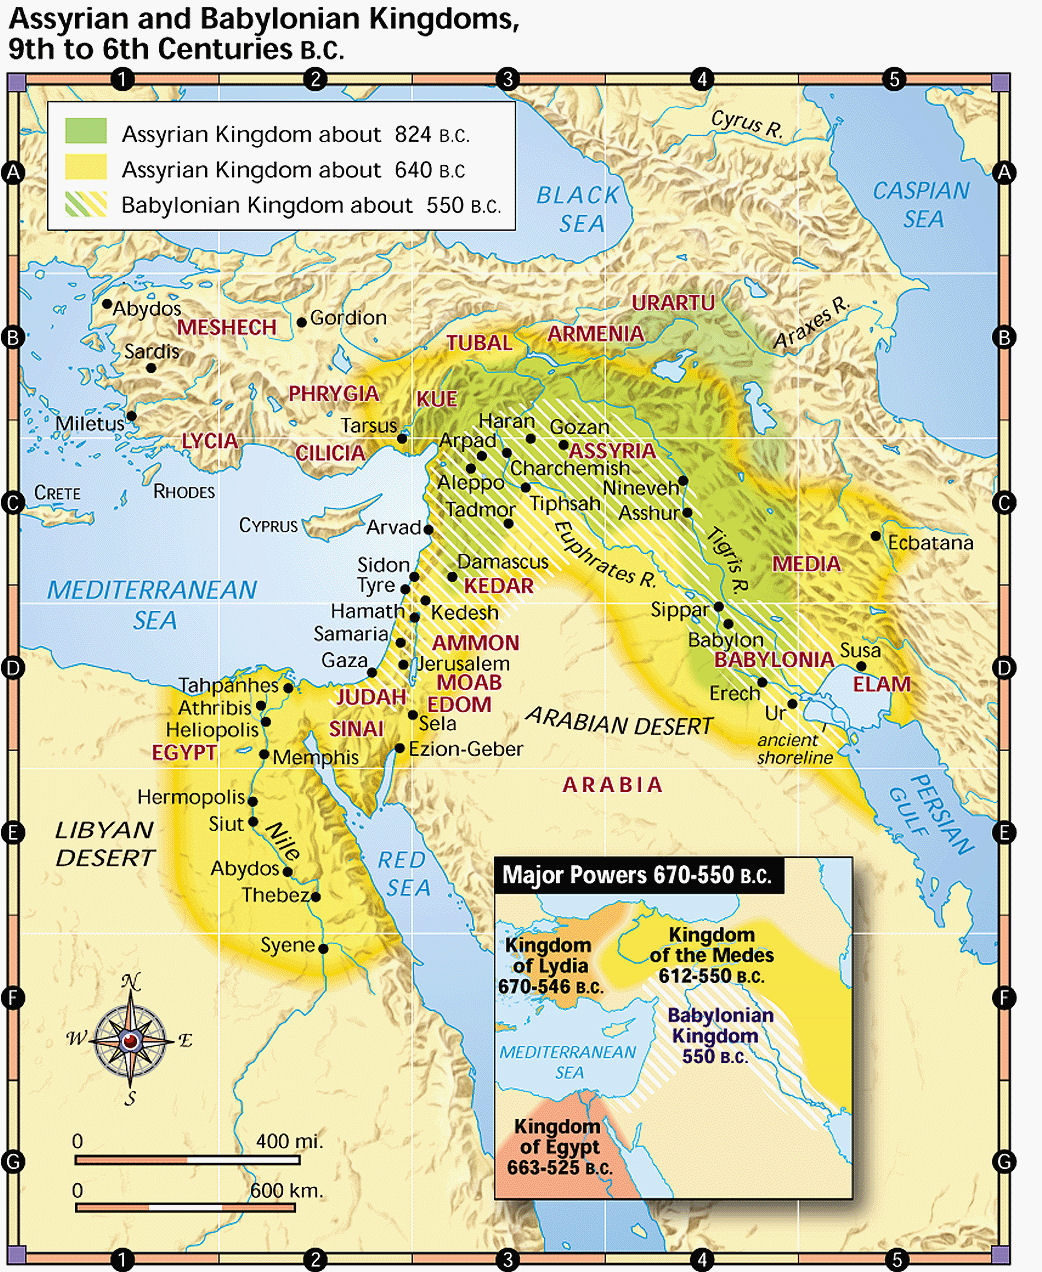 Assyrian and Babylonian Kingdoms,
9th to 6th Centuries B.C.
1 2 3 4 5
Assyrian Kingdom about 824 B.C.
Assyrian Kingdom about 640 B.C
Babylonian Kingdom about 550 B.C.
Cyrus R.
A
A
BLACK
SEA
CASPIAN
SEA
URARTU
Abydos
MESHECH
Gordion
TUBAL
ARMENIA
Araxes R.
B
B
Sardis
PHRYGIA
KUE
Miletus
Tarsus
Haran
Gozan
LYCIA
CILICIA
Arpad
ASSYRIA
Charchemish
Aleppo
Nineveh
CRETE
RHODES
C
C
Tiphsah
Tadmor
Asshur
CYPRUS
Arvad
Euphrates R.
Tigris R.
Ecbatana
Sidon
Damascus
MEDIA
Tyre
KEDAR
MEDITERRANEAN
SEA
Hamath
Kedesh
Sippar
Samaria
AMMON
Babylon
Gaza
Jerusalem
BABYLONIA
Susa
D
D
Tahpanhes
MOAB
ELAM
JUDAH
EDOM
Erech
Athribis
Heliopolis
SINAI
Sela
ARABIAN DESERT
Ur
EGYPT
Memphis
Ezion-Geber
ancient
shoreline
ARABIA
PERSIAN
GULF
Hermopolis
Siut
Nile
E
E
LIBYAN
DESERT
RED
SEA
Abydos
Thebez
Syene
Major Powers 670-550 B.C.
Kingdom
of Lydia
670-546 B.C.
Kingdom
of the Medes
612-550 B.C.
Babylonian
Kingdom
550 B.C.
MEDITERRANEAN
SEA
Kingdom
of Egypt
663-525 B.C.
F
F
N
W E
S
0 400 mi.
0 600 km.
G
G
1 2 3 4 5